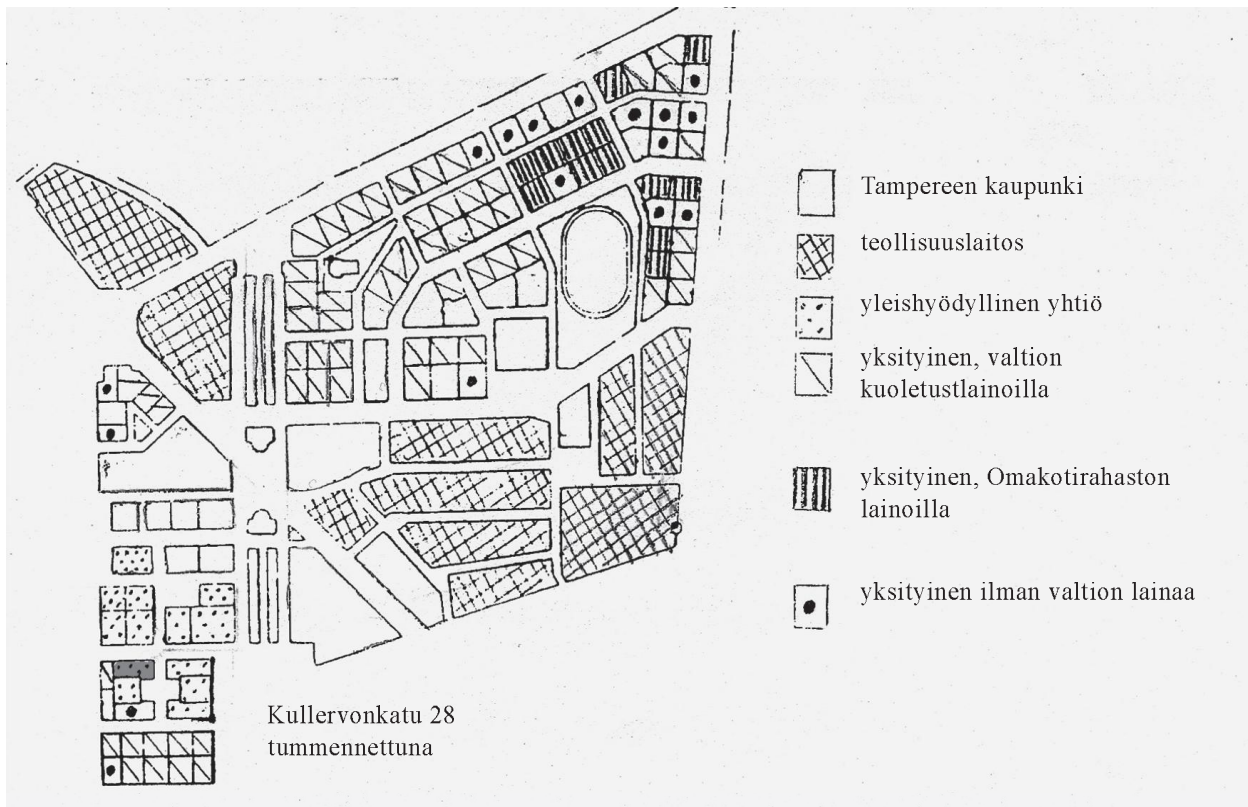 Tampereen kaupunki
teollisuuslaitos
yleishyödyllinen yhtiö
yksityinen, valtion
kuoletustlainoilla
yksityinen, Omakotirahaston
lainoilla
yksityinen ilman valtion lainaa
Kullervonkatu 28
tummennettuna